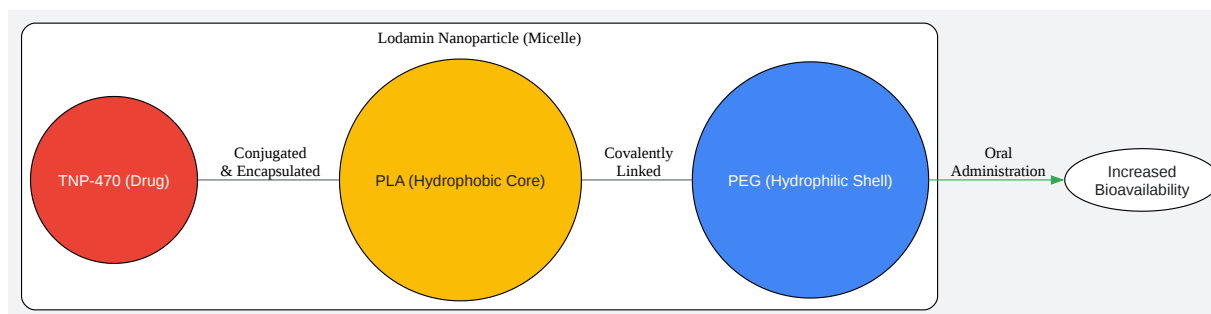 Lodamin Nanoparticle (Micelle)
TNP-470 (Drug)
Conjugated
& Encapsulated
PLA (Hydrophobic Core)
Covalently
Linked
PEG (Hydrophilic Shell)
Oral
Administration
Increased
Bioavailability